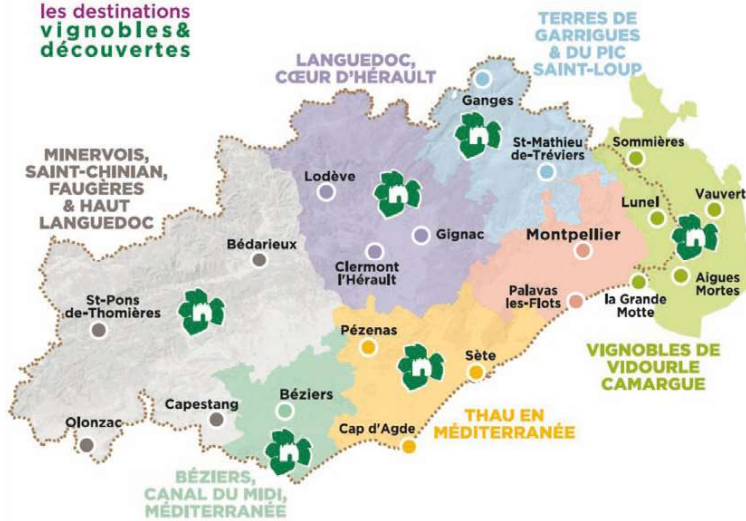 les destinations
vignobles&
découvertes
TERRES DE
GARRIGUES
& DU PIC
SAINT-LOUP
LANGUEDOC,
CŒUR D'HÉRAULT
Ganges
St-Mathieu
de-Tréviers
Sommières
MINERVOIS,
SAINT-CHINIAN,
FAUGÈRES
& HAUT
LANGUEDOC
Lodève
Vauvert
Lunel
Gignac
Montpellier
Bédarieux
Clermont
l'Hérault
Aigues
Mortes
St-Pons
de-Thomières
Palavas
les-Flots
la Grande
Motte
Pézenas
Sète
VIGNOBLES DE
VIDOURLE
CAMARGUE
Béziers
Capestang
Olonzac
Cap d'Agde
THAU EN
MÉDITERRANÉE
BÉZIERS,
CANAL DU MIDI,
MÉDITERRANÉE